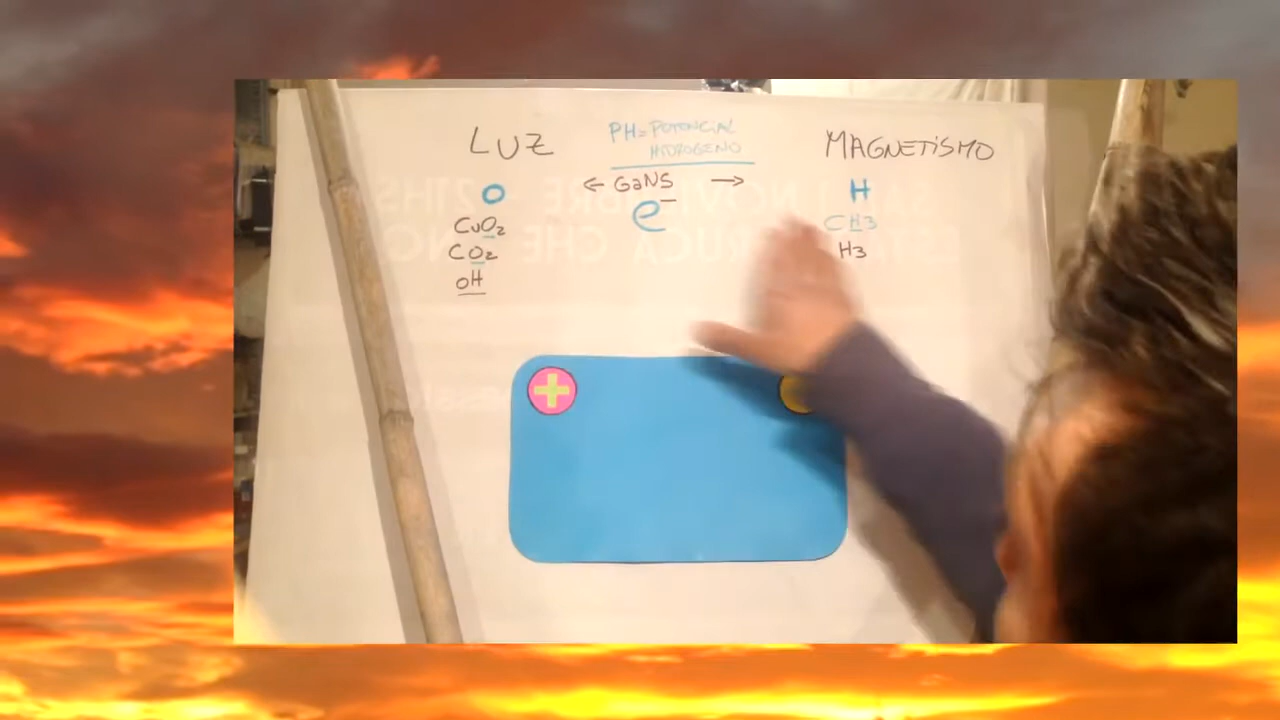 LUZ
PH=POTENCIAL
HIDROGENO
MAGNETISMO
← GaNS →
e⁻
O
CuO2
CO2
OH
H
CH3
H3